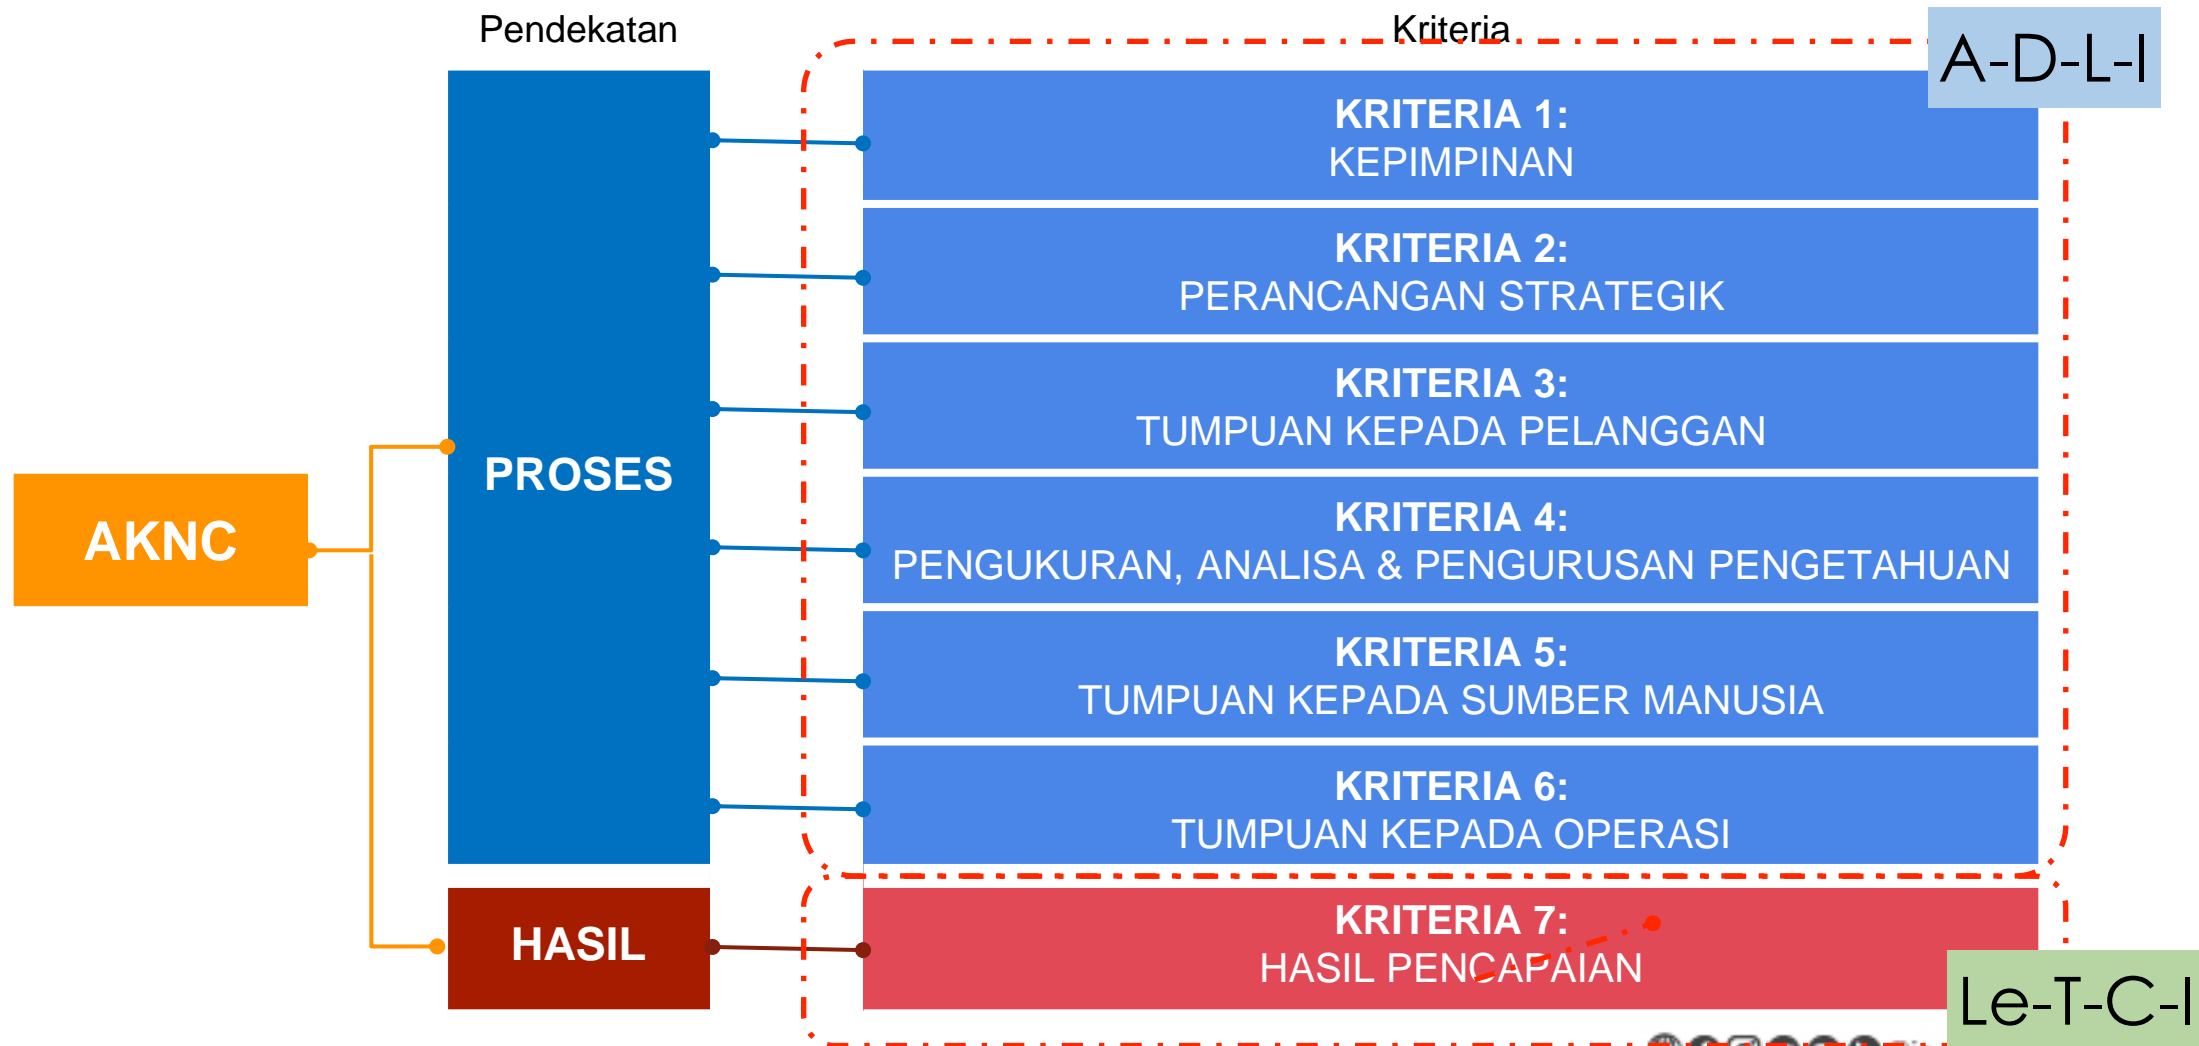 Pendekatan
Kriteria
A-D-L-I
KRITERIA 1:
KEPIMPINAN
KRITERIA 2:
PERANCANGAN STRATEGIK
KRITERIA 3:
TUMPUAN KEPADA PELANGGAN
PROSES
AKNC
KRITERIA 4:
PENGUKURAN, ANALISA & PENGURUSAN PENGETAHUAN
KRITERIA 5:
TUMPUAN KEPADA SUMBER MANUSIA
KRITERIA 6:
TUMPUAN KEPADA OPERASI
HASIL
KRITERIA 7:
HASIL PENCAPAIAN
Le-T-C-I